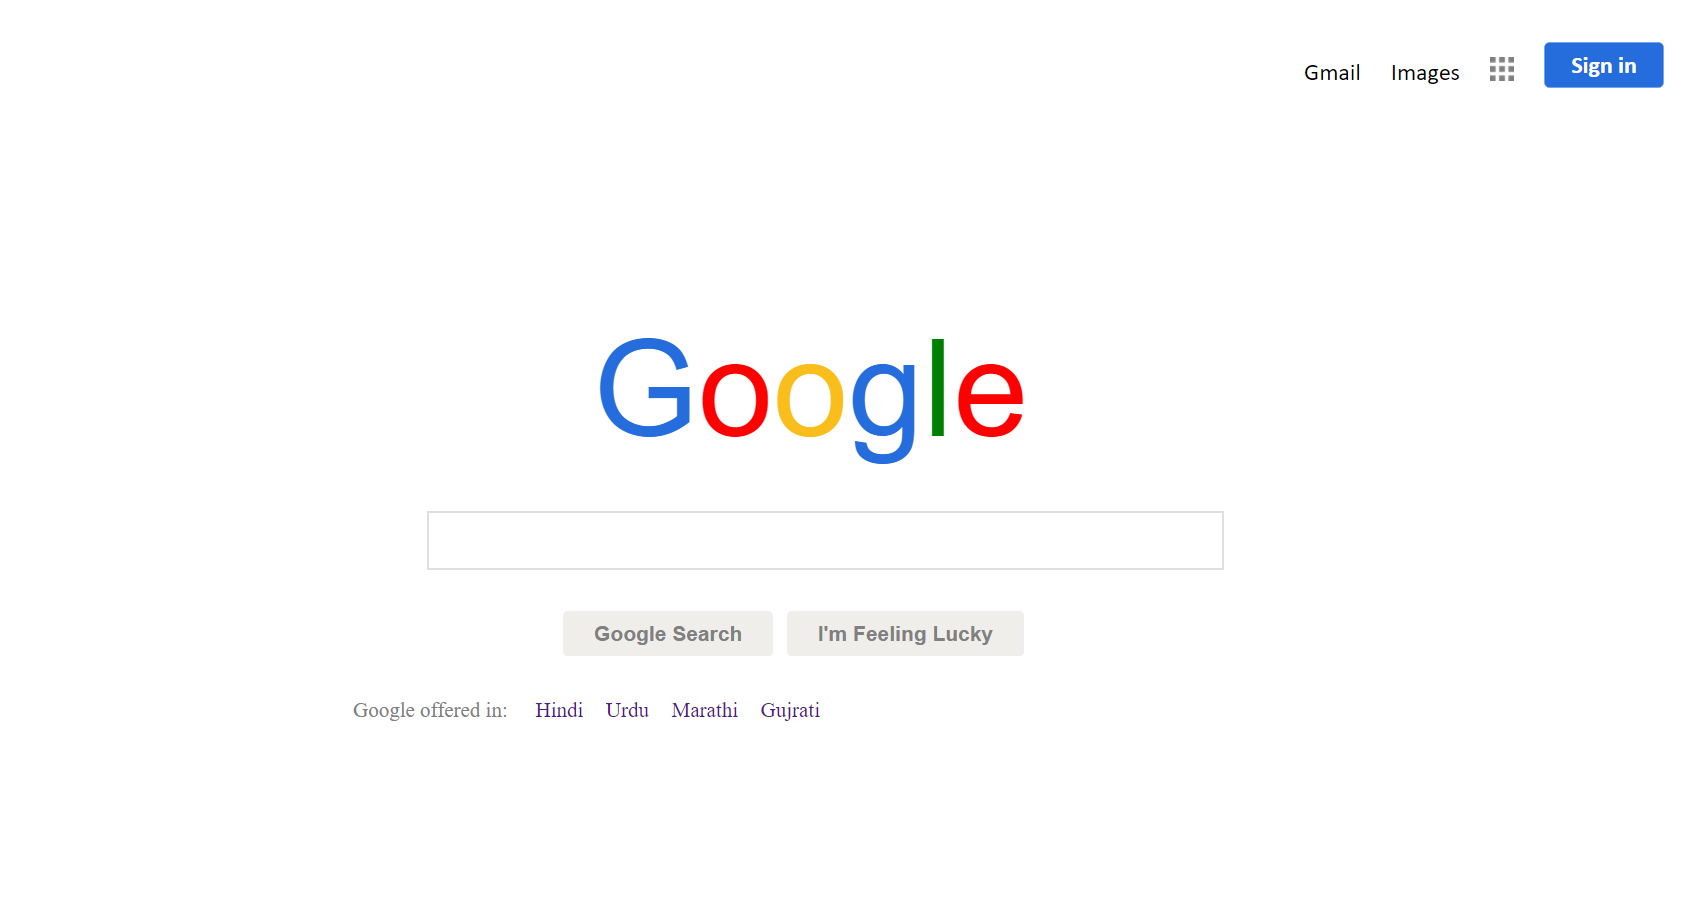 Gmail Images Sign in
Google
Google Search I'm Feeling Lucky
Google offered in: Hindi Urdu Marathi Gujrati